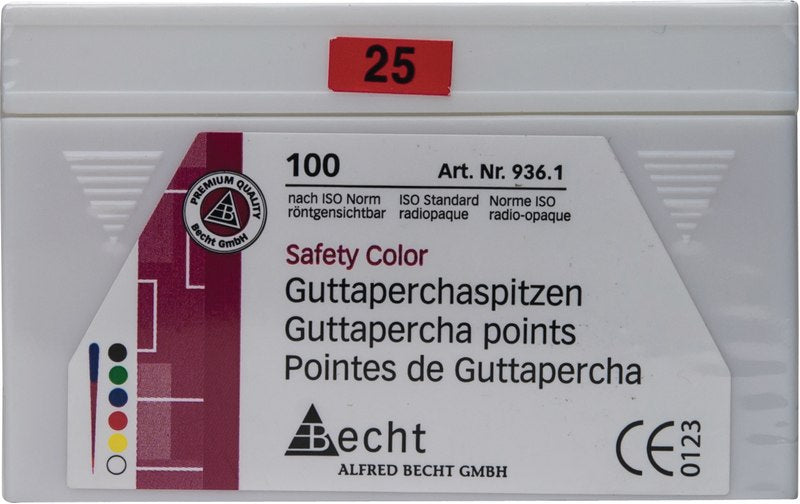 25
100 Art. Nr. 936.1
nach ISO Norm ISO Standard Norme ISO
röntgensichtbar radiopaque radio-opaque
PREMIUM QUALITY
B
Becht GmbH
Safety Color
Guttaperchaspitzen
Guttapercha points
Pointes de Guttapercha
Becht
ALFRED BECHT GMBH
CE 0123